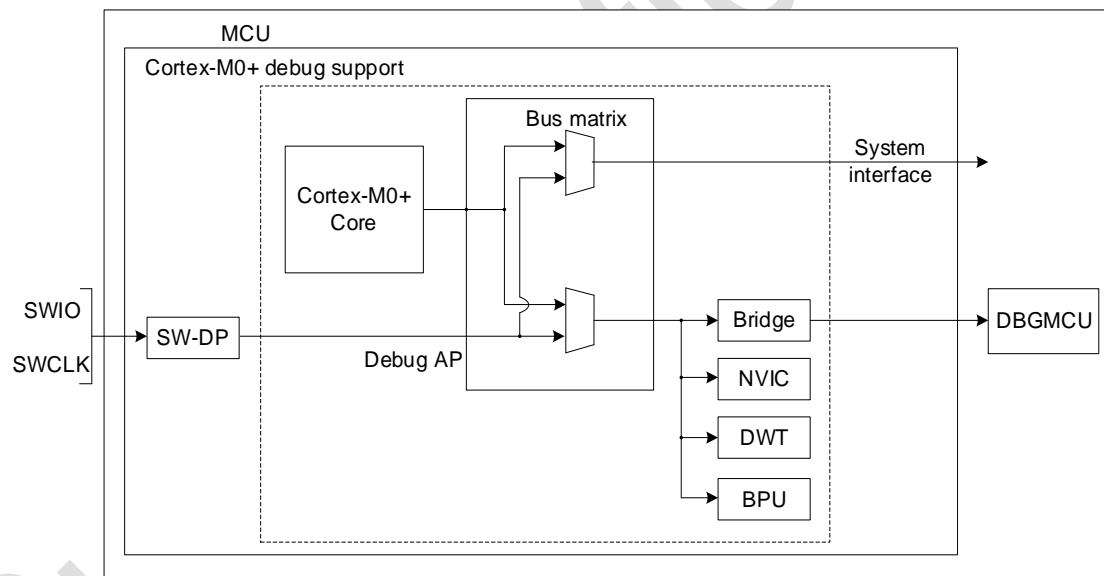 MCU
Cortex-M0+ debug support
Bus matrix
Cortex-M0+
Core
System
interface
SWIO
SWCLK
SW-DP
Debug AP
Bridge
DBGMCU
NVIC
DWT
BPU